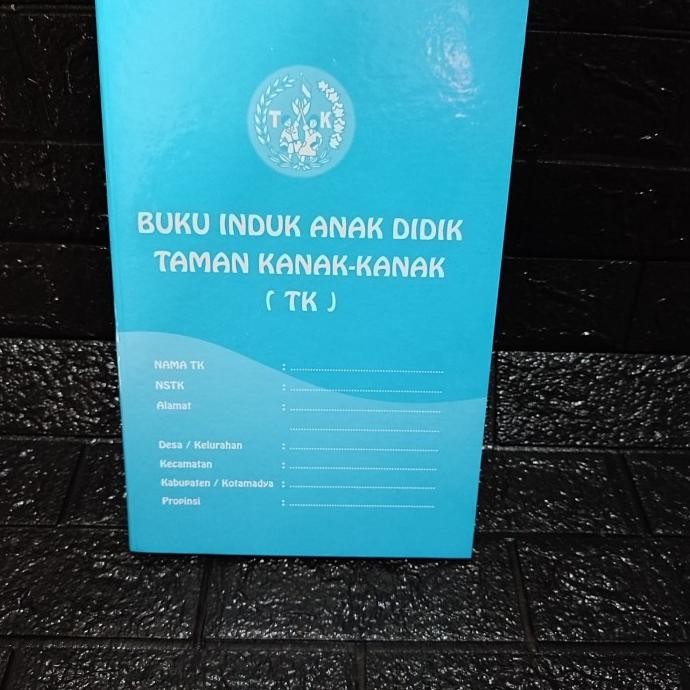 T K
BUKU INDUK ANAK DIDIK
TAMAN KANAK-KANAK
( TK )
NAMA TK : ........................................
NSTK : ........................................
Alamat : ........................................
........................................
Desa / Kelurahan : ........................................
Kecamatan : ........................................
Kabupaten / Kotamadya : ........................................
Propinsi : ........................................